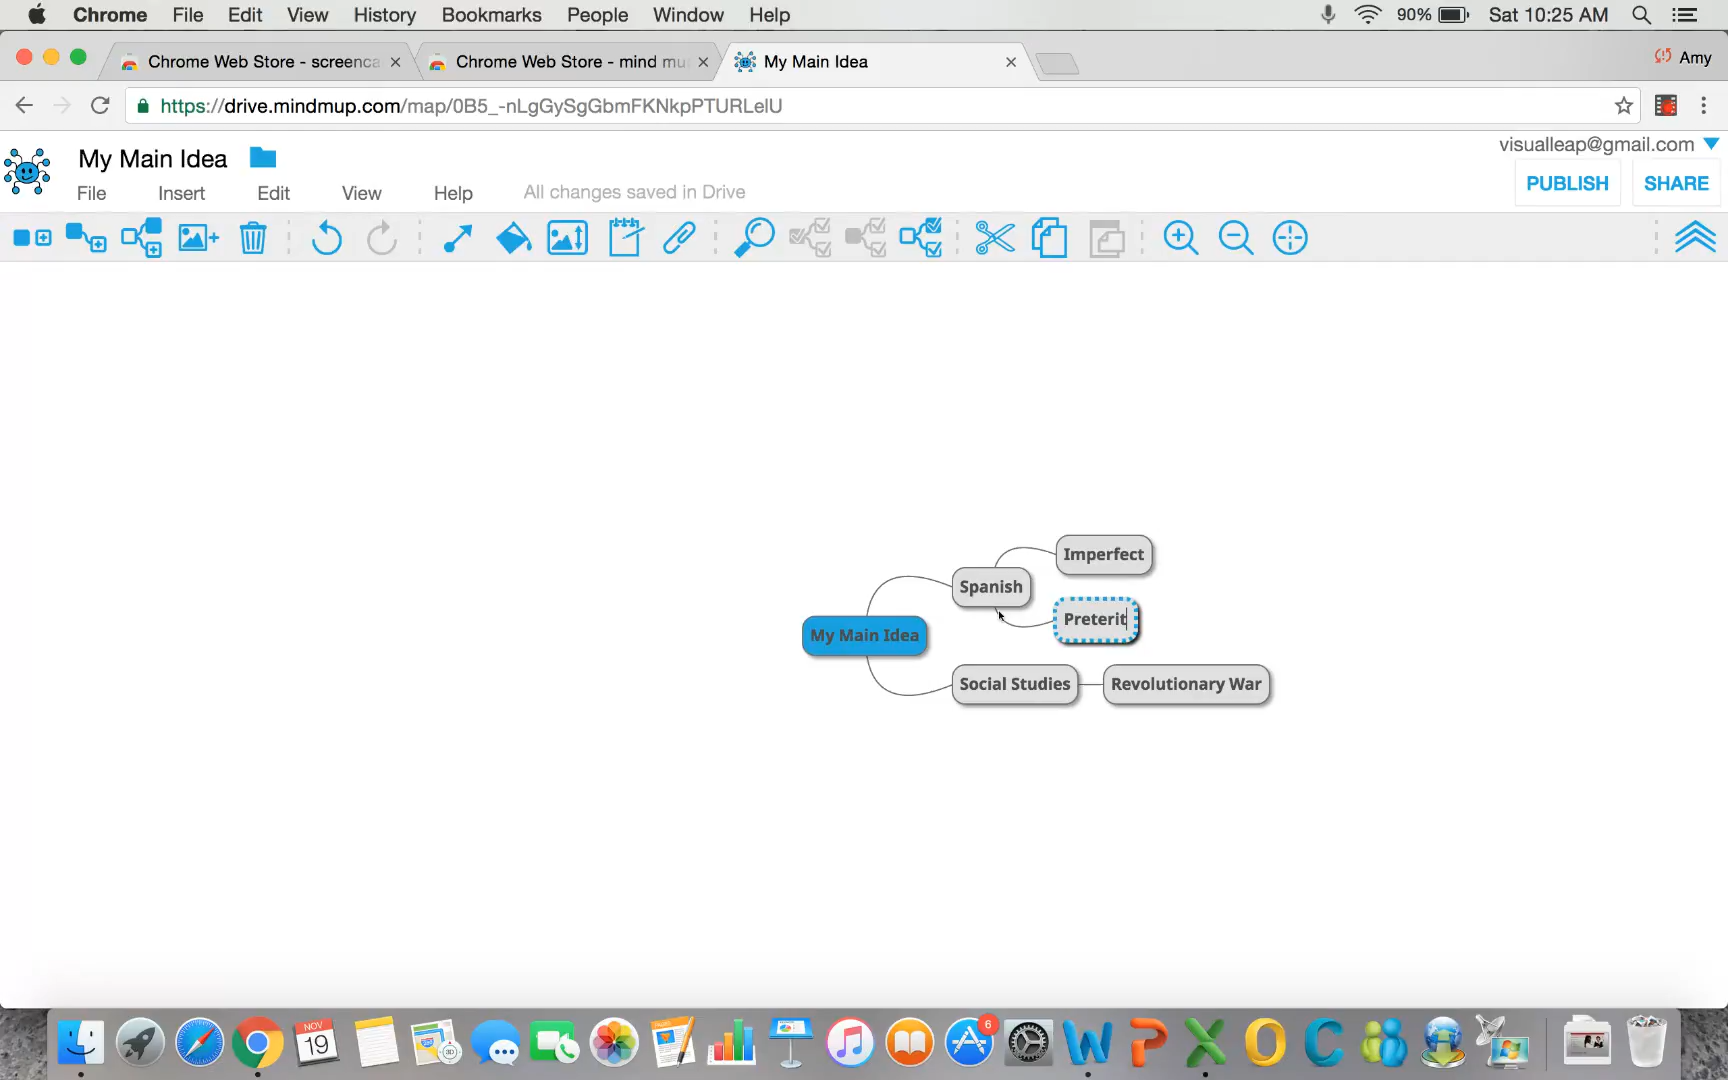 Chrome File Edit View History Bookmarks People Window Help 90% Sat 10:25 AM
Chrome Web Store - screenca Chrome Web Store - mind mu My Main Idea Amy
https://drive.mindmup.com/map/0B5_-nLgGySgGbmFKNkpPTURLelU
visualleap@gmail.com
My Main Idea
PUBLISH SHARE
File Insert Edit View Help All changes saved in Drive
Imperfect
Spanish
Preterit
My Main Idea
Social Studies Revolutionary War
6
NOV
19
3D